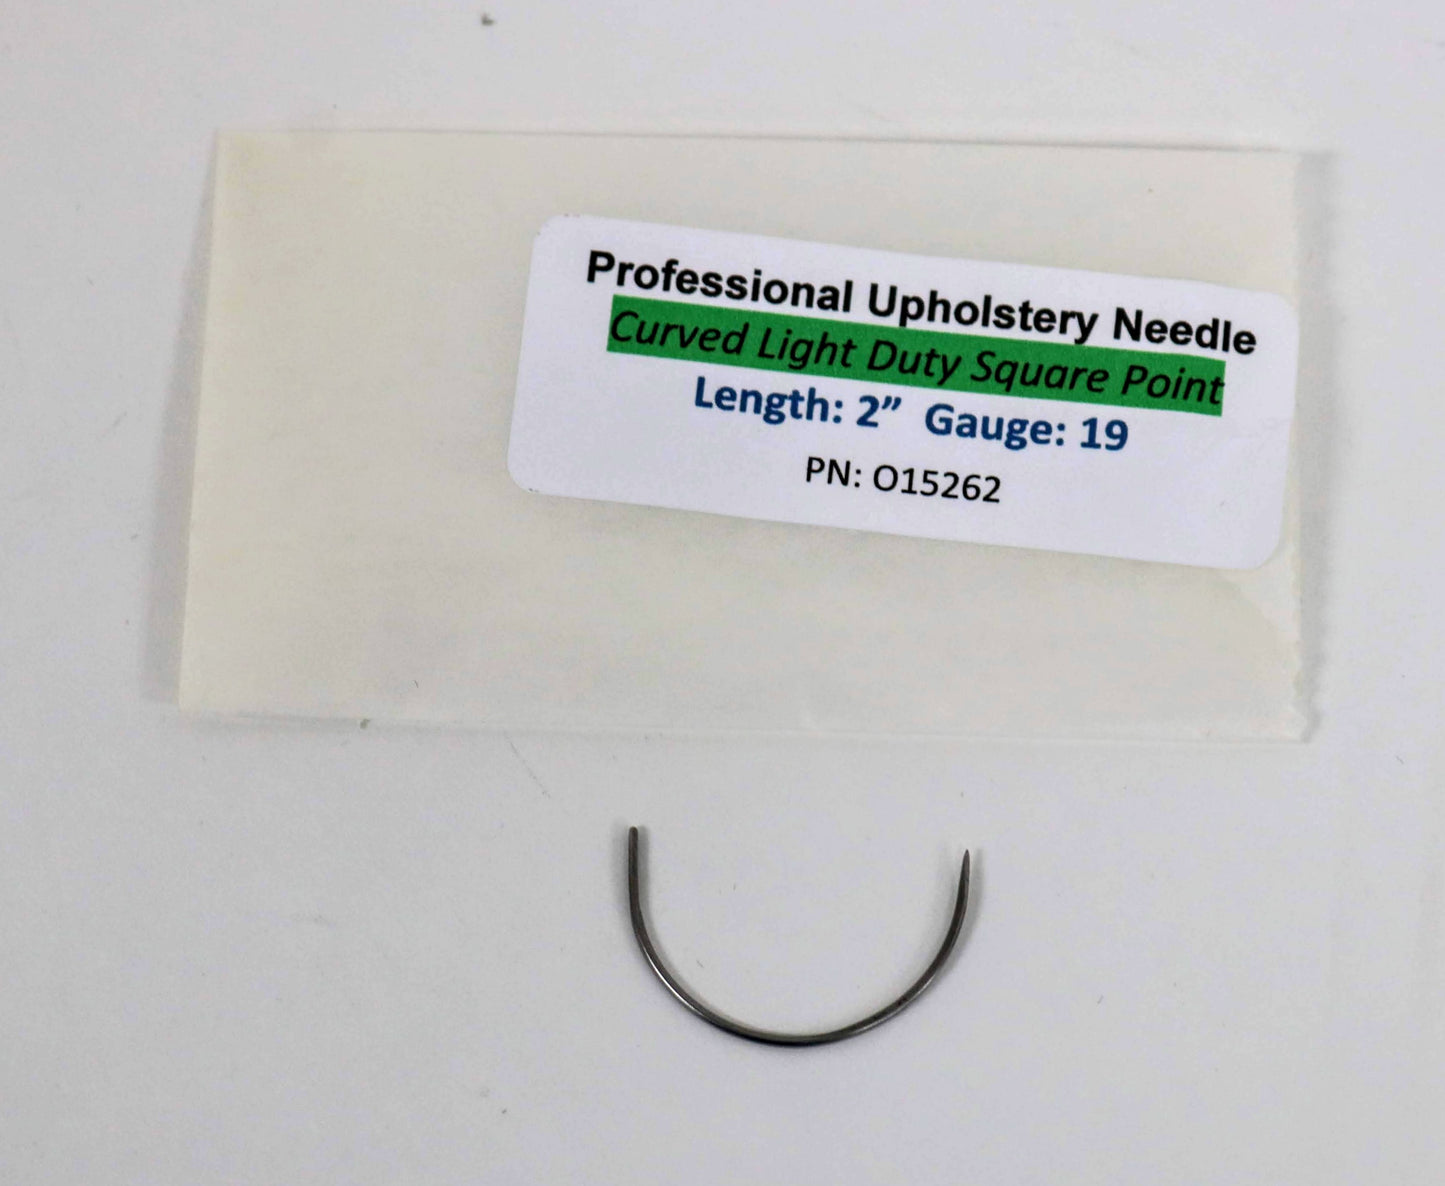 Professional Upholstery Needle
Curved Light Duty Square Point
Length: 2” Gauge: 19
PN: O15262